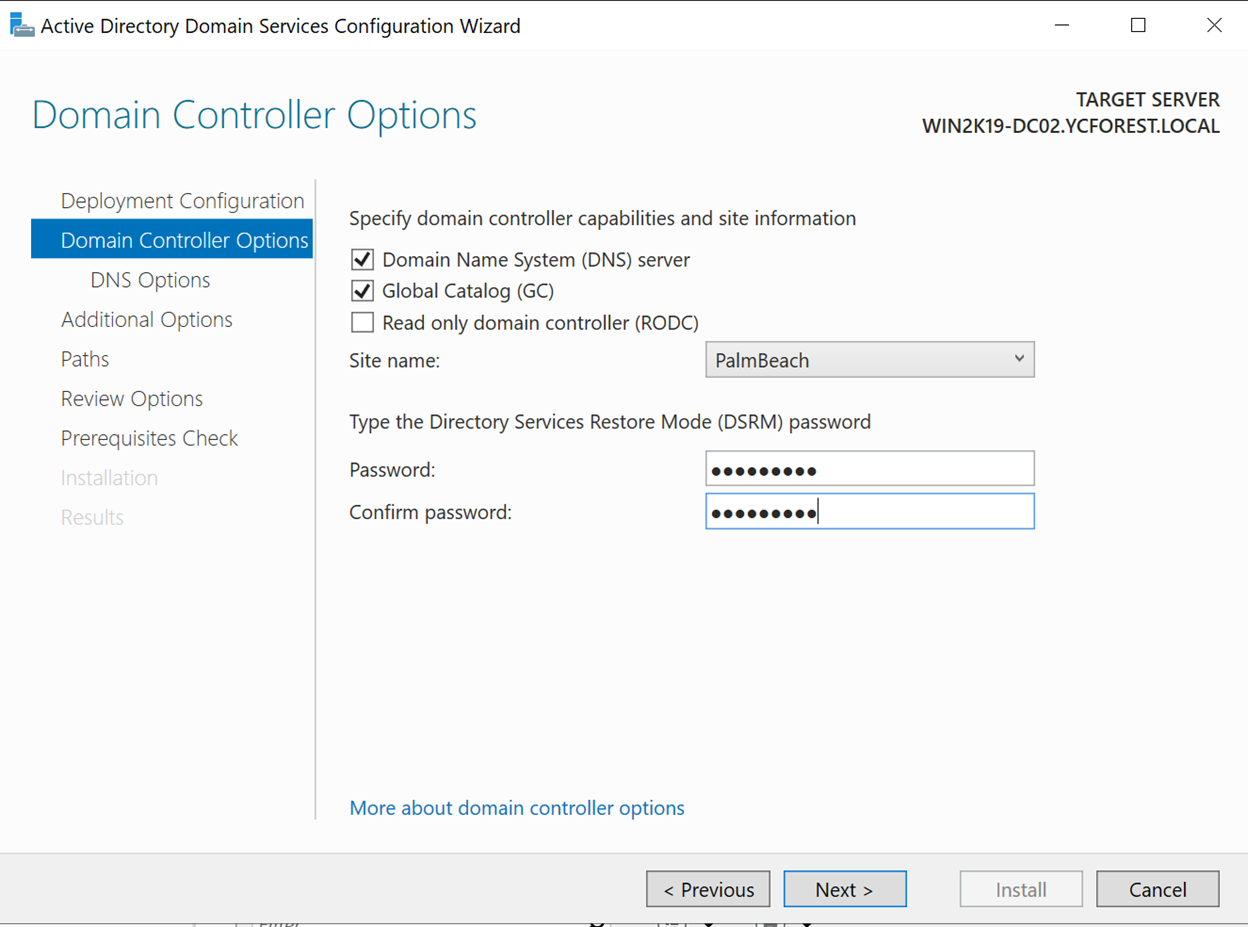 Active Directory Domain Services Configuration Wizard
Domain Controller Options
TARGET SERVER
WIN2K19-DC02.YCFOREST.LOCAL
Deployment Configuration
Domain Controller Options
DNS Options
Additional Options
Paths
Review Options
Prerequisites Check
Installation
Results
Specify domain controller capabilities and site information
Domain Name System (DNS) server
Global Catalog (GC)
Read only domain controller (RODC)
Site name: PalmBeach
Type the Directory Services Restore Mode (DSRM) password
Password: ●●●●●●●●●
Confirm password: ●●●●●●●●●
More about domain controller options
< Previous Next > Install Cancel